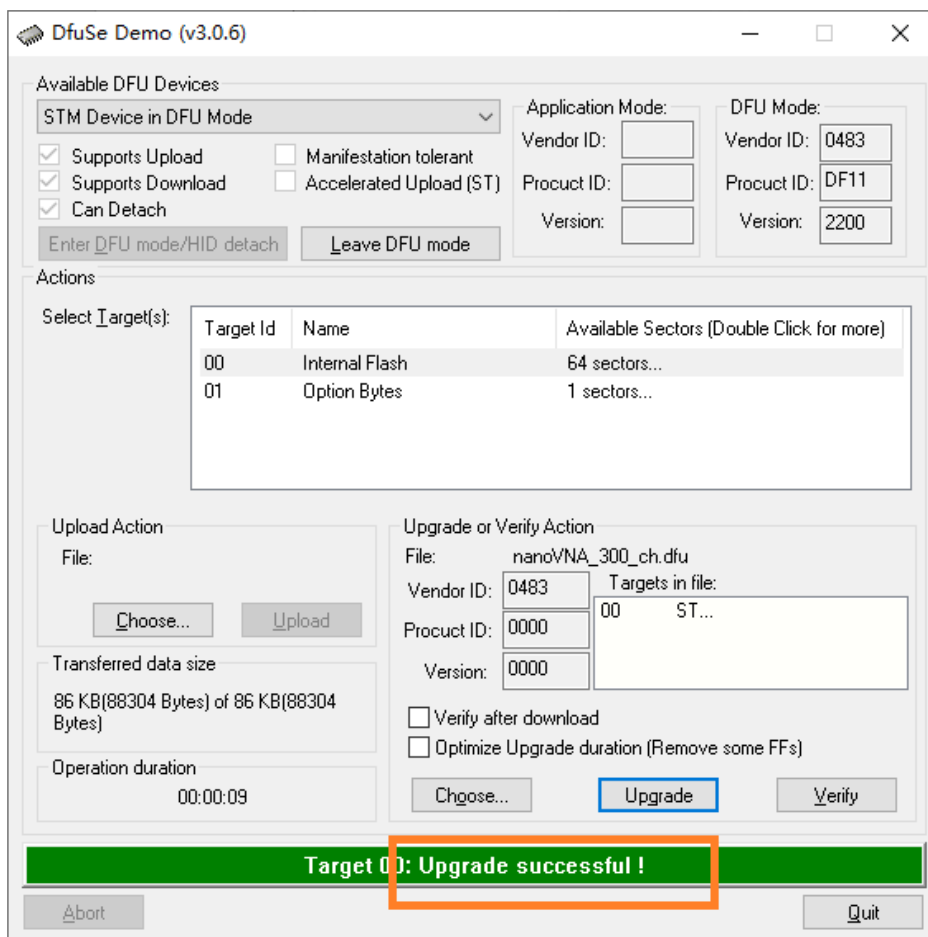 DfuSe Demo (v3.0.6)
Available DFU Devices
STM Device in DFU Mode
Supports Upload
Manifestation tolerant
Supports Download
Accelerated Upload (ST)
Can Detach
Enter DFU mode/HID detach
Leave DFU mode
Application Mode:
Vendor ID:
Procuct ID:
Version:
DFU Mode:
Vendor ID: 0483
Procuct ID: DF11
Version: 2200
Actions
Select Target(s):
Target Id Name Available Sectors (Double Click for more)
00 Internal Flash 64 sectors...
01 Option Bytes 1 sectors...
Upload Action
File:
Choose... Upload
Transferred data size
86 KB(88304 Bytes) of 86 KB(88304
Bytes)
Operation duration
00:00:09
Upgrade or Verify Action
File: nanoVNA_300_ch.dfu
Vendor ID: 0483
Procuct ID: 0000
Version: 0000
Targets in file:
00 ST...
Verify after download
Optimize Upgrade duration (Remove some FFs)
Choose... Upgrade Verify
Target 00: Upgrade successful !
Abort Quit